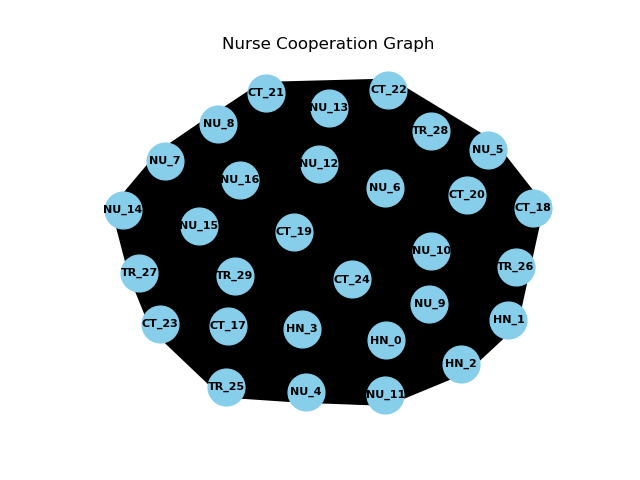 Nurse Cooperation Graph
CT_21
CT_22
NU_13
NU_8
TR_28
NU_5
NU_7
NU_12
NU_16
NU_6
CT_20
NU_14
CT_18
NU_15
CT_19
NU_10
TR_26
TR_27
TR_29
CT_24
NU_9
HN_1
CT_23
CT_17
HN_3
HN_0
HN_2
TR_25
NU_4
NU_11